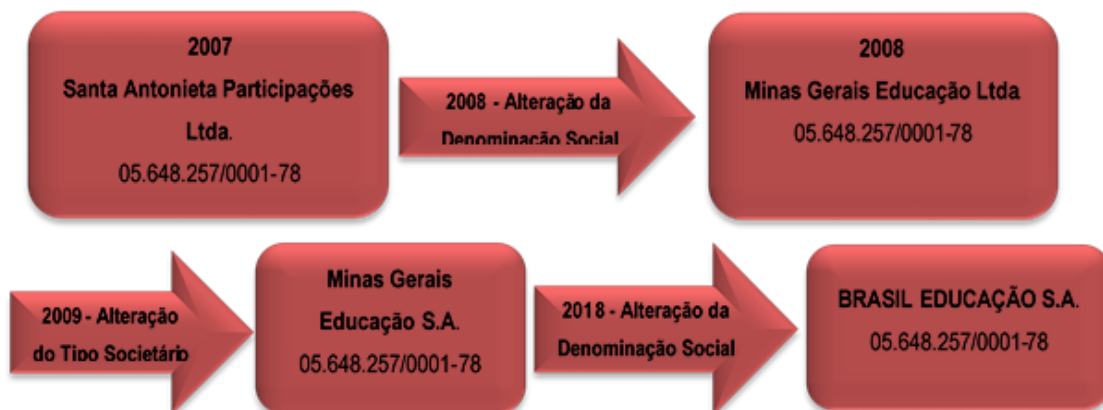 2007
Santa Antonieta Participações
Ltda.
05.648.257/0001-78
2008 - Alteração da
Denominação Social
2008
Minas Gerais Educação Ltda
05.648.257/0001-78
2009 - Alteração
do Tipo Societário
Minas Gerais
Educação S.A.
05.648.257/0001-78
2018 - Alteração da
Denominação Social
BRASIL EDUCAÇÃO S.A.
05.648.257/0001-78